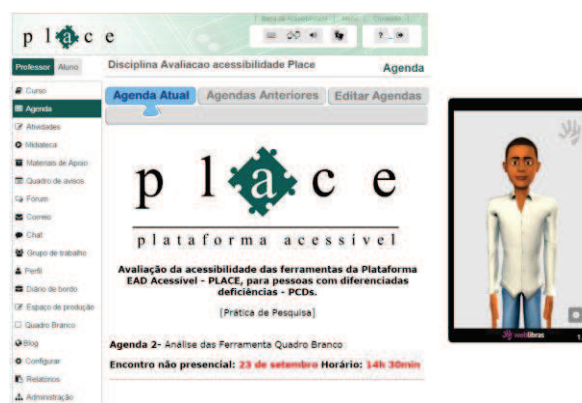 place
Professor Aluno
Disciplina Avaliacao acessibilidade Place
Agenda
Curso
Agenda
Atividades
Midiateca
Materiais de Apoio
Quadro de avisos
Fórum
Correio
Chat
Grupo de trabalho
Perfil
Diário de bordo
Espaço de produção
Quadro Branco
Blog
Configurar
Relatórios
Administração
Agenda Atual
Agendas Anteriores
Editar Agendas
place
plataforma acessível
Avaliação da acessibilidade das ferramentas da Plataforma
EAD Acessível - PLACE, para pessoas com diferenciadas
deficiências - PCDs.
[Prática de Pesquisa]
Agenda 2- Análise das Ferramenta Quadro Branco
Encontro não presencial: 23 de setembro Horário: 14h 30min
weblibras